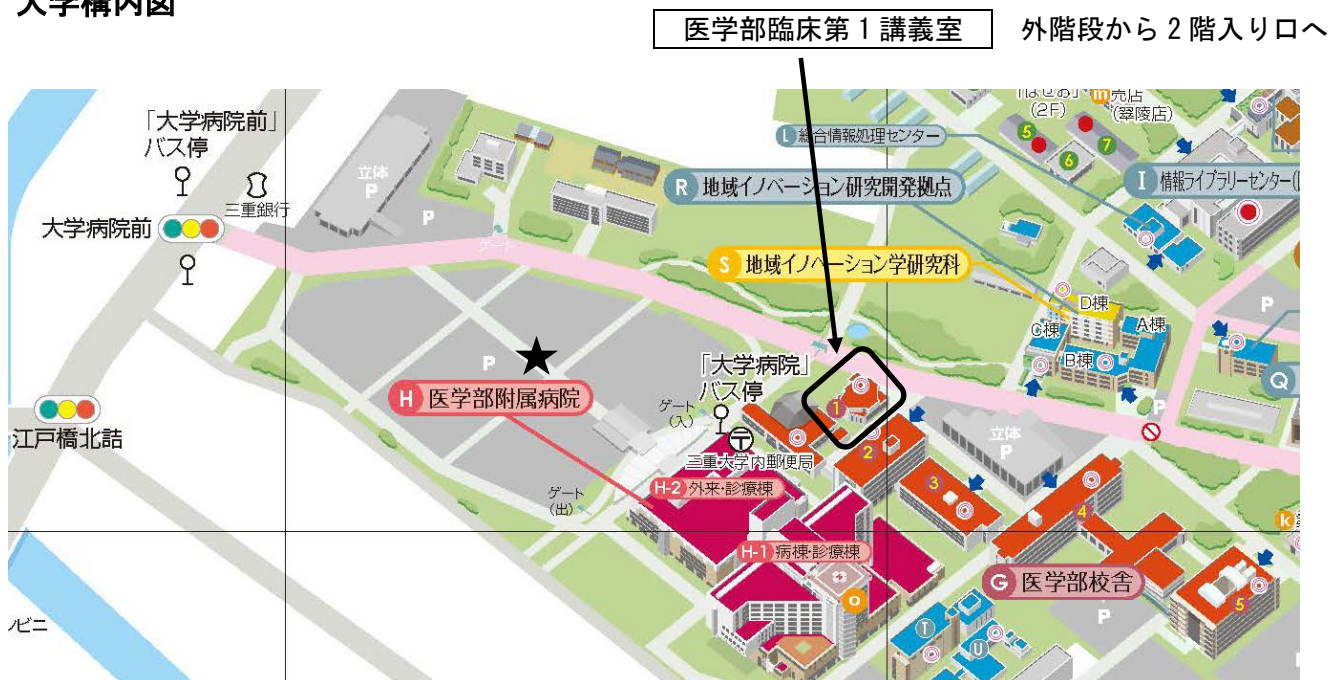 大学構内図
医学部臨床第1講義室
外階段から2階入り口へ
「大学病院前」
バス停
三重銀行
大学病院前
江戸橋北詰
立体
P
P
ゲート
(2F)
m 売店
(翠陵店)
5
6
7
L 総合情報処理センター
I 情報ライブラリーセンター
R 地域イノベーション研究開発拠点
S 地域イノベーション学研究科
D棟
C棟
A棟
B棟
P
Q
P
H 医学部附属病院
「大学病院」
バス停
ゲート
(入)
三重大学内郵便局
ゲート
(出)
H-2 外来・診療棟
H-1 病棟・診療棟
1
2
3
4
5
立体
P
P
k
G 医学部校舎
P
O
T
U
ンビニ